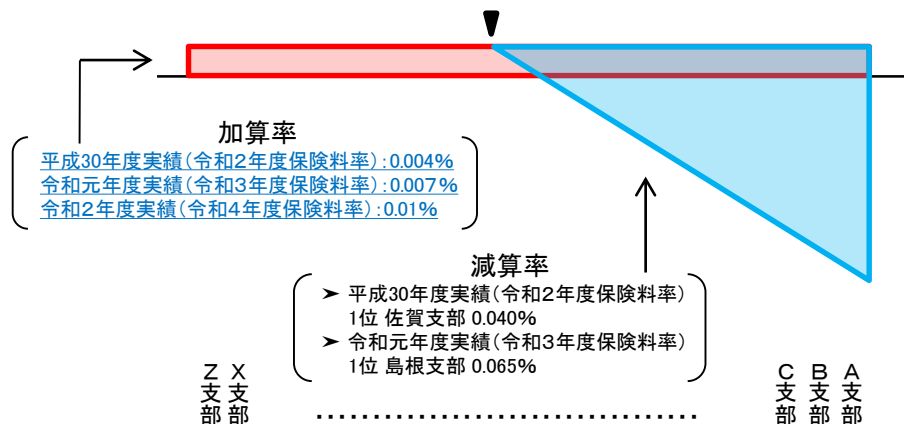 加算率
平成30年度実績(令和2年度保険料率):0.004%
令和元年度実績(令和3年度保険料率):0.007%
令和2年度実績(令和4年度保険料率):0.01%
減算率
➤ 平成30年度実績(令和2年度保険料率)
1位 佐賀支部 0.040%
➤ 令和元年度実績(令和3年度保険料率)
1位 島根支部 0.065%
Z支部
X支部
C支部
B支部
A支部